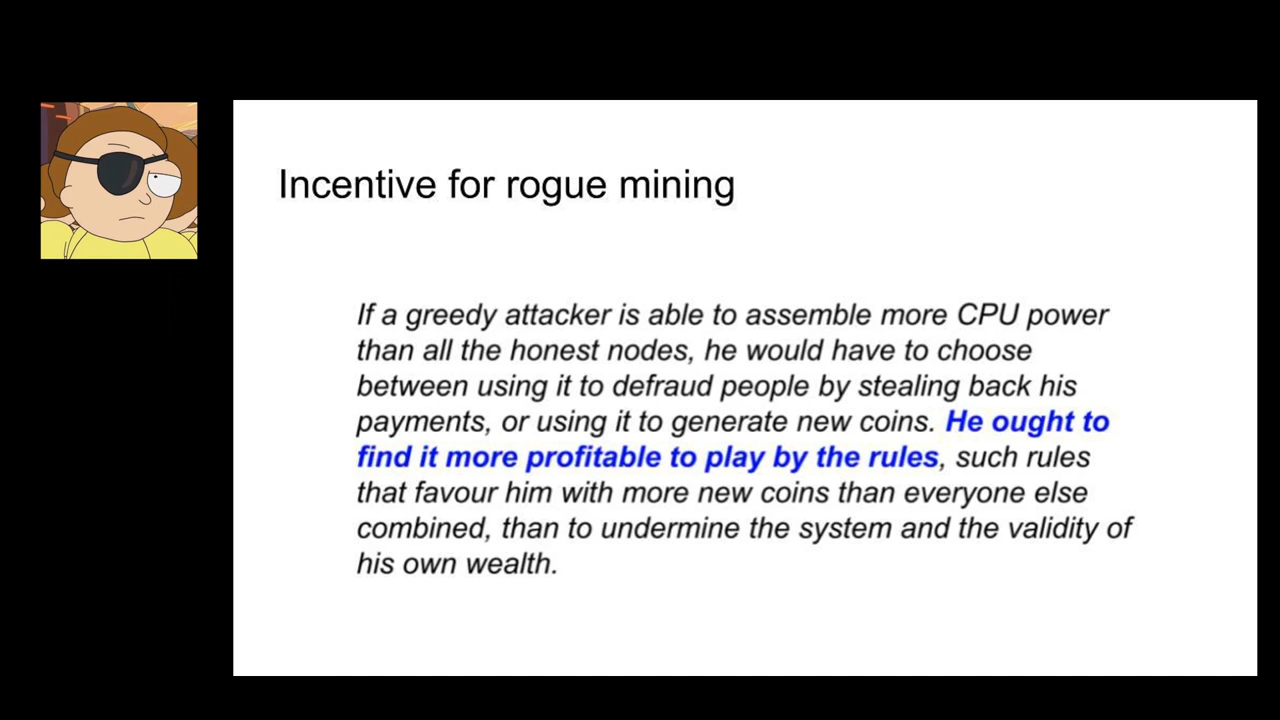 Incentive for rogue mining
If a greedy attacker is able to assemble more CPU power
than all the honest nodes, he would have to choose
between using it to defraud people by stealing back his
payments, or using it to generate new coins. He ought to
find it more profitable to play by the rules, such rules
that favour him with more new coins than everyone else
combined, than to undermine the system and the validity of
his own wealth.